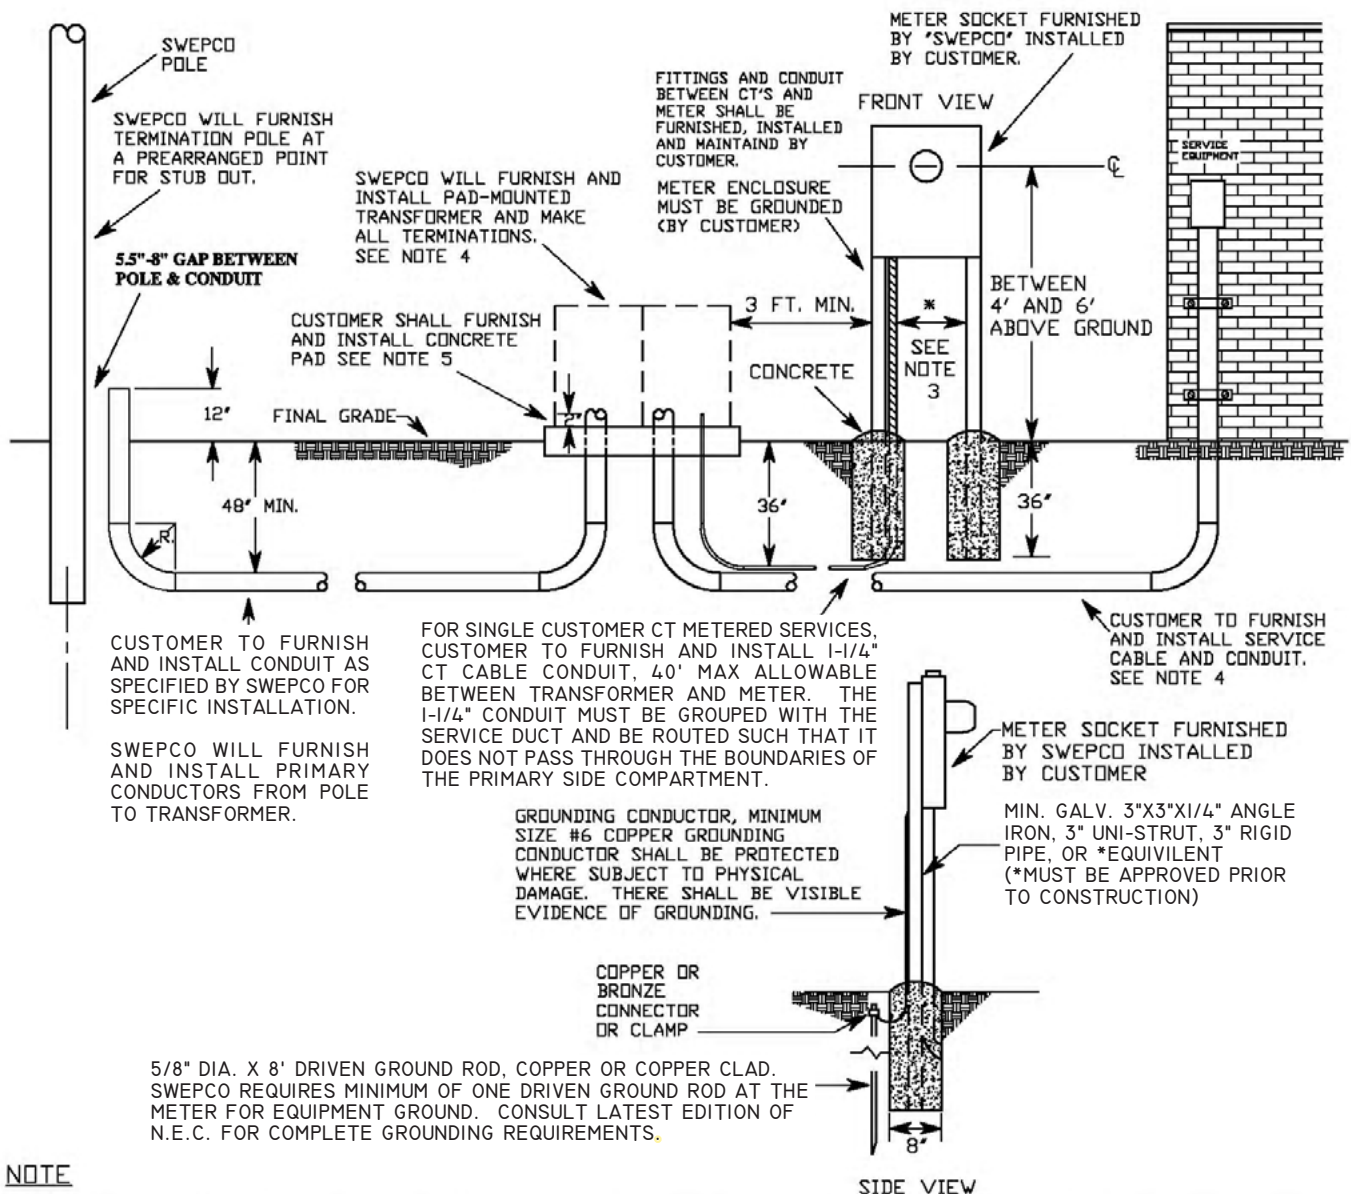 METER SOCKET FURNISHED
BY "SWEPCO" INSTALLED
BY CUSTOMER.
SWEPCO
POLE
FITTINGS AND CONDUIT
BETWEEN CT'S AND
METER SHALL BE
FURNISHED, INSTALLED
AND MAINTAIND BY
CUSTOMER.
FRONT VIEW
SWEPCO WILL FURNISH
TERMINATION POLE AT
A PREARRANGED POINT
FOR STUB OUT.
SERVICE
EQUIPMENT
CL
SWEPCO WILL FURNISH AND
INSTALL PAD-MOUNTED
TRANSFORMER AND MAKE
ALL TERMINATIONS.
SEE NOTE 4
METER ENCLOSURE
MUST BE GROUNDED
(BY CUSTOMER)
5.5"-8" GAP BETWEEN
POLE & CONDUIT
BETWEEN
4' AND 6'
ABOVE GROUND
3 FT. MIN.
*
SEE
NOTE
3
CUSTOMER SHALL FURNISH
AND INSTALL CONCRETE
PAD SEE NOTE 5
CONCRETE
12"
FINAL GRADE
2"
48" MIN.
36"
36"
R.
CUSTOMER TO FURNISH
AND INSTALL CONDUIT AS
SPECIFIED BY SWEPCO FOR
SPECIFIC INSTALLATION.
SWEPCO WILL FURNISH
AND INSTALL PRIMARY
CONDUCTORS FROM POLE
TO TRANSFORMER.
FOR SINGLE CUSTOMER CT METERED SERVICES,
CUSTOMER TO FURNISH AND INSTALL 1-1/4"
CT CABLE CONDUIT, 40' MAX ALLOWABLE
BETWEEN TRANSFORMER AND METER. THE
1-1/4" CONDUIT MUST BE GROUPED WITH THE
SERVICE DUCT AND BE ROUTED SUCH THAT IT
DOES NOT PASS THROUGH THE BOUNDARIES OF
THE PRIMARY SIDE COMPARTMENT.
CUSTOMER TO FURNISH
AND INSTALL SERVICE
CABLE AND CONDUIT.
SEE NOTE 4
METER SOCKET FURNISHED
BY SWEPCO INSTALLED
BY CUSTOMER
GROUNDING CONDUCTOR, MINIMUM
SIZE #6 COPPER GROUNDING
CONDUCTOR SHALL BE PROTECTED
WHERE SUBJECT TO PHYSICAL
DAMAGE. THERE SHALL BE VISIBLE
EVIDENCE OF GROUNDING.
MIN. GALV. 3"X3"X1/4" ANGLE
IRON, 3" UNI-STRUT, 3" RIGID
PIPE, OR *EQUIVILENT
(*MUST BE APPROVED PRIOR
TO CONSTRUCTION)
COPPER OR
BRONZE
CONNECTOR
OR CLAMP
5/8" DIA. X 8' DRIVEN GROUND ROD, COPPER OR COPPER CLAD.
SWEPCO REQUIRES MINIMUM OF ONE DRIVEN GROUND ROD AT THE
METER FOR EQUIPMENT GROUND. CONSULT LATEST EDITION OF
N.E.C. FOR COMPLETE GROUNDING REQUIREMENTS.
8"
SIDE VIEW
NOTE